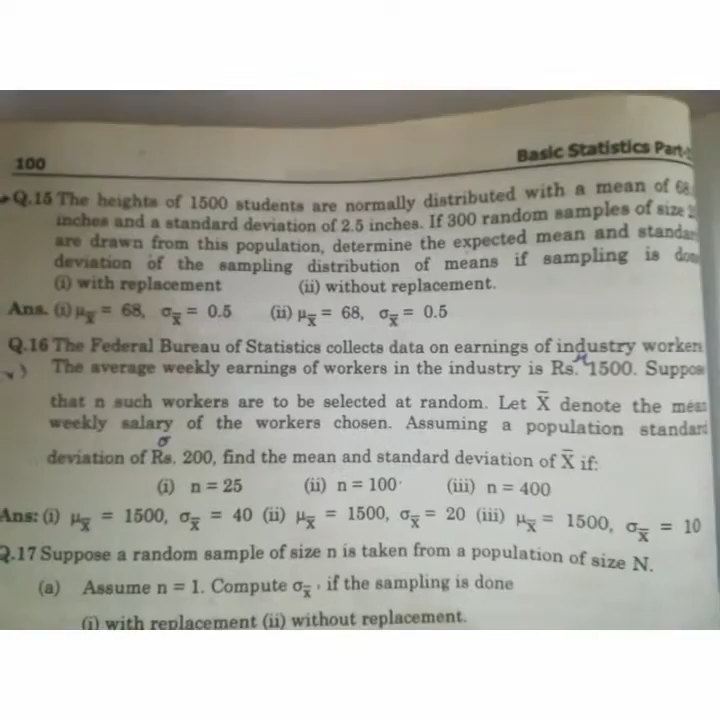 100
Basic Statistics Part-
Q.15 The heights of 1500 students are normally distributed with a mean of 68
inches and a standard deviation of 2.5 inches. If 300 random samples of size
are drawn from this population, determine the expected mean and standar
deviation of the sampling distribution of means if sampling is don
(i) with replacement (ii) without replacement.
Ans. (i) μx̅ = 68, σx̅ = 0.5 (ii) μx̅ = 68, σx̅ = 0.5
Q.16 The Federal Bureau of Statistics collects data on earnings of industry workers
The average weekly earnings of workers in the industry is Rs. 1500. Suppos
μ
that n such workers are to be selected at random. Let X̅ denote the mean
weekly salary of the workers chosen. Assuming a population standard
σ
deviation of Rs. 200, find the mean and standard deviation of X̅ if:
(i) n = 25 (ii) n = 100 (iii) n = 400
Ans: (i) μx̅ = 1500, σx̅ = 40 (ii) μx̅ = 1500, σx̅ = 20 (iii) μx̅ = 1500, σx̅ = 10
Q.17 Suppose a random sample of size n is taken from a population of size N.
(a) Assume n = 1. Compute σx̅, if the sampling is done
(i) with replacement (ii) without replacement.